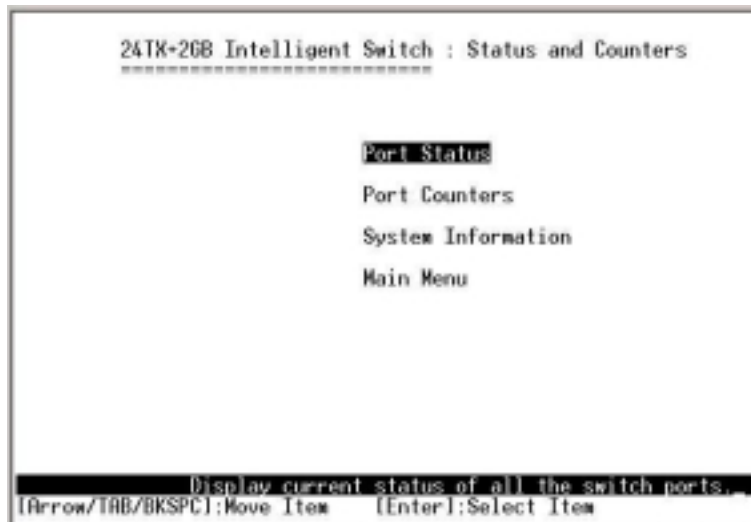 24TX+2GB Intelligent Switch : Status and Counters
===========================
Port Status
Port Counters
System Information
Main Menu
Display current status of all the switch ports._
[Arrow/TAB/BKSPC]:Move Item [Enter]:Select Item